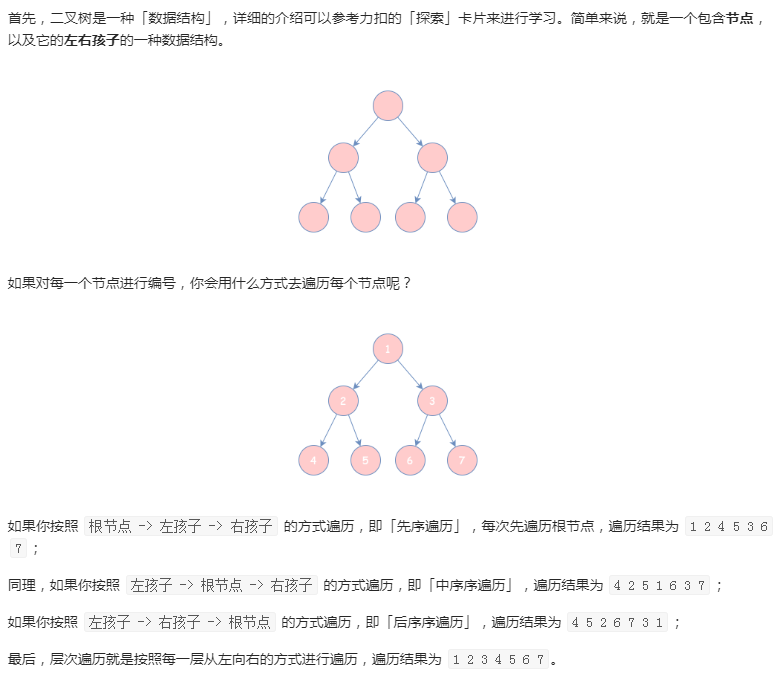 首先，二叉树是一种「数据结构」，详细的介绍可以参考力扣的「探索」卡片来进行学习。简单来说，就是一个包含节点，
以及它的左右孩子的一种数据结构。
如果对每一个节点进行编号，你会用什么方式去遍历每个节点呢？
1
2 3
4 5 6 7
如果你按照 根节点 -> 左孩子 -> 右孩子 的方式遍历，即「先序遍历」，每次先遍历根节点，遍历结果为 1 2 4 5 3 6
7 ；
同理，如果你按照 左孩子 -> 根节点 -> 右孩子 的方式遍历，即「中序序遍历」，遍历结果为 4 2 5 1 6 3 7 ；
如果你按照 左孩子 -> 右孩子 -> 根节点 的方式遍历，即「后序序遍历」，遍历结果为 4 5 2 6 7 3 1 ；
最后，层次遍历就是按照每一层从左向右的方式进行遍历，遍历结果为 1 2 3 4 5 6 7 。